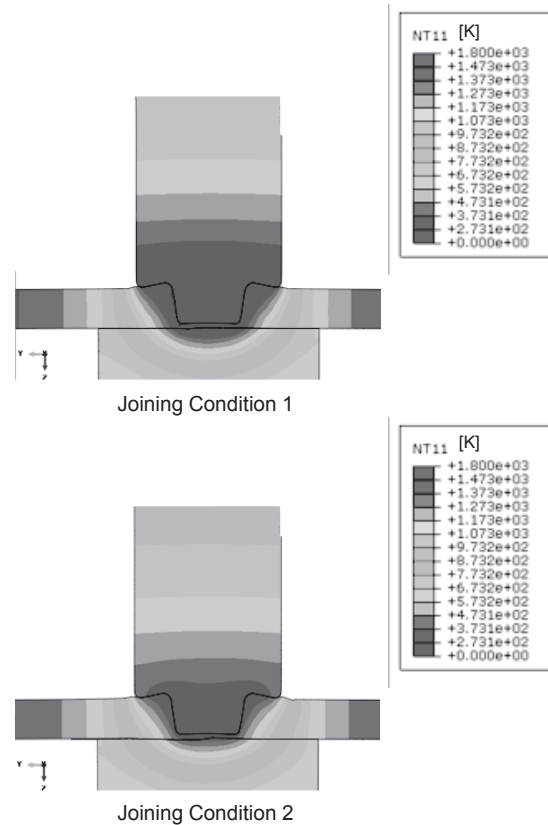 NT11 [K]
+1.800e+03
+1.473e+03
+1.373e+03
+1.273e+03
+1.173e+03
+1.073e+03
+9.732e+02
+8.732e+02
+7.732e+02
+6.732e+02
+5.732e+02
+4.731e+02
+3.731e+02
+2.731e+02
+0.000e+00
Y X
Z
Joining Condition 1
NT11 [K]
+1.800e+03
+1.473e+03
+1.373e+03
+1.273e+03
+1.173e+03
+1.073e+03
+9.732e+02
+8.732e+02
+7.732e+02
+6.732e+02
+5.732e+02
+4.731e+02
+3.731e+02
+2.731e+02
+0.000e+00
Y X
Z
Joining Condition 2